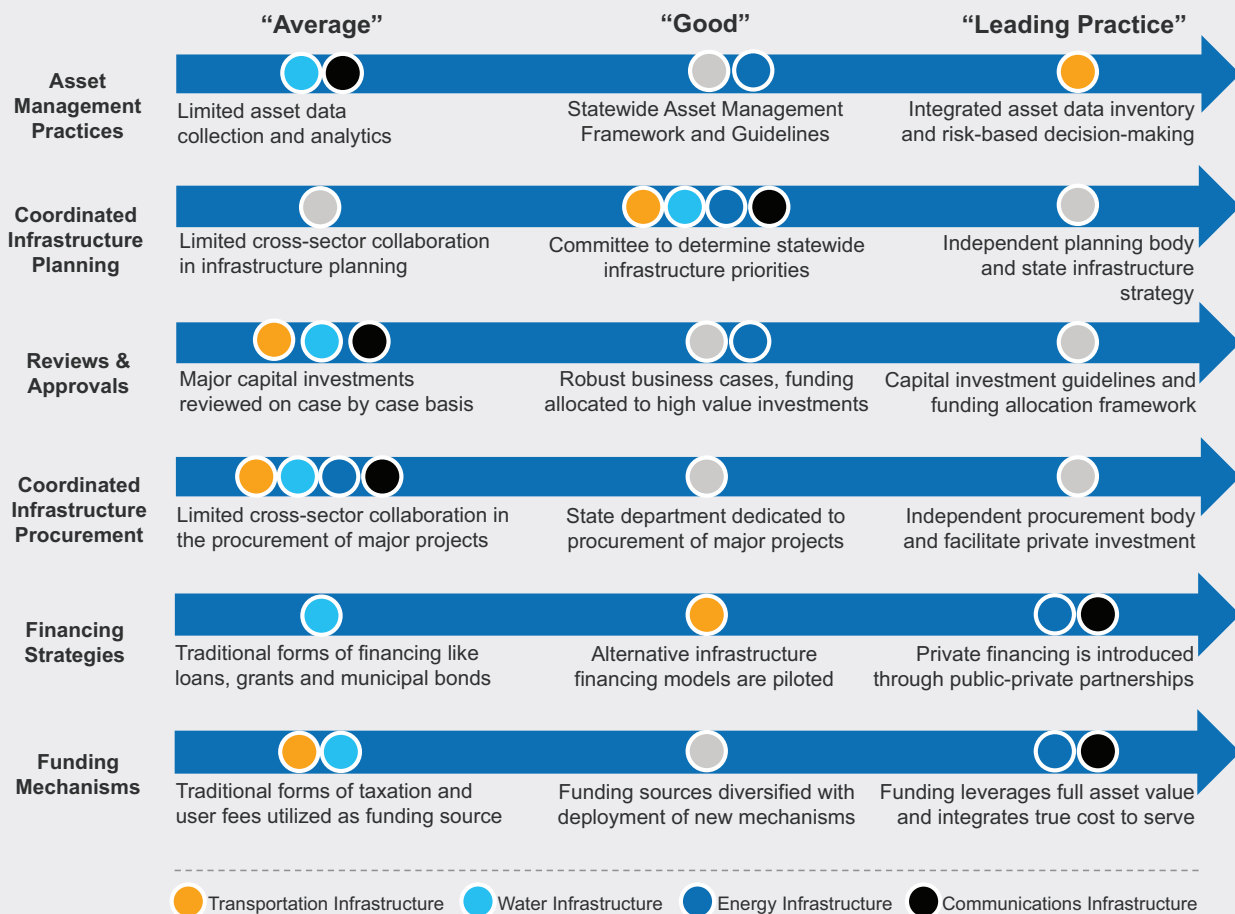 “Average”
“Good”
“Leading Practice”
Asset
Management
Practices
Limited asset data
collection and analytics
Statewide Asset Management
Framework and Guidelines
Integrated asset data inventory
and risk-based decision-making
Coordinated
Infrastructure
Planning
Limited cross-sector collaboration
in infrastructure planning
Committee to determine statewide
infrastructure priorities
Independent planning body
and state infrastructure
strategy
Reviews &
Approvals
Major capital investments
reviewed on case by case basis
Robust business cases, funding
allocated to high value investments
Capital investment guidelines and
funding allocation framework
Coordinated
Infrastructure
Procurement
Limited cross-sector collaboration in
the procurement of major projects
State department dedicated to
procurement of major projects
Independent procurement body
and facilitate private investment
Financing
Strategies
Traditional forms of financing like
loans, grants and municipal bonds
Alternative infrastructure
financing models are piloted
Private financing is introduced
through public-private partnerships
Funding
Mechanisms
Traditional forms of taxation and
user fees utilized as funding source
Funding sources diversified with
deployment of new mechanisms
Funding leverages full asset value
and integrates true cost to serve
Transportation Infrastructure
Water Infrastructure
Energy Infrastructure
Communications Infrastructure